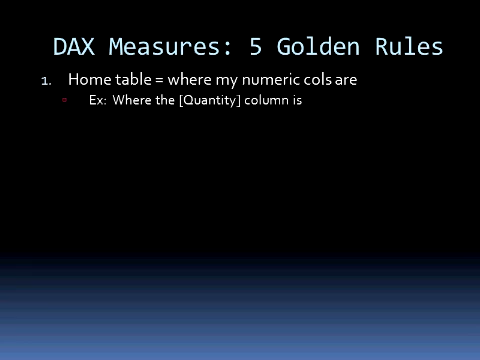 DAX Measures: 5 Golden Rules
1. Home table = where my numeric cols are
Ex: Where the [Quantity] column is